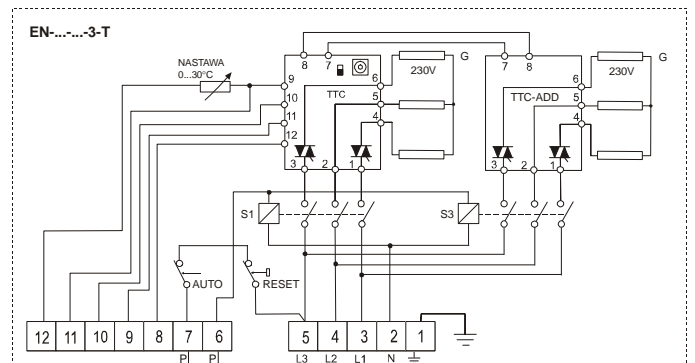 EN-...-...-3-T
NASTAWA
0...30°C
8 7
7 8
G
G
230V
230V
9
10
11
12
6
5
4
TTC
6
5
4
TTC-ADD
3 2 1
3 2 1
S1
S3
AUTO
RESET
12 11 10 9 8 7 6
5 4 3 2 1
P P
L3 L2 L1 N